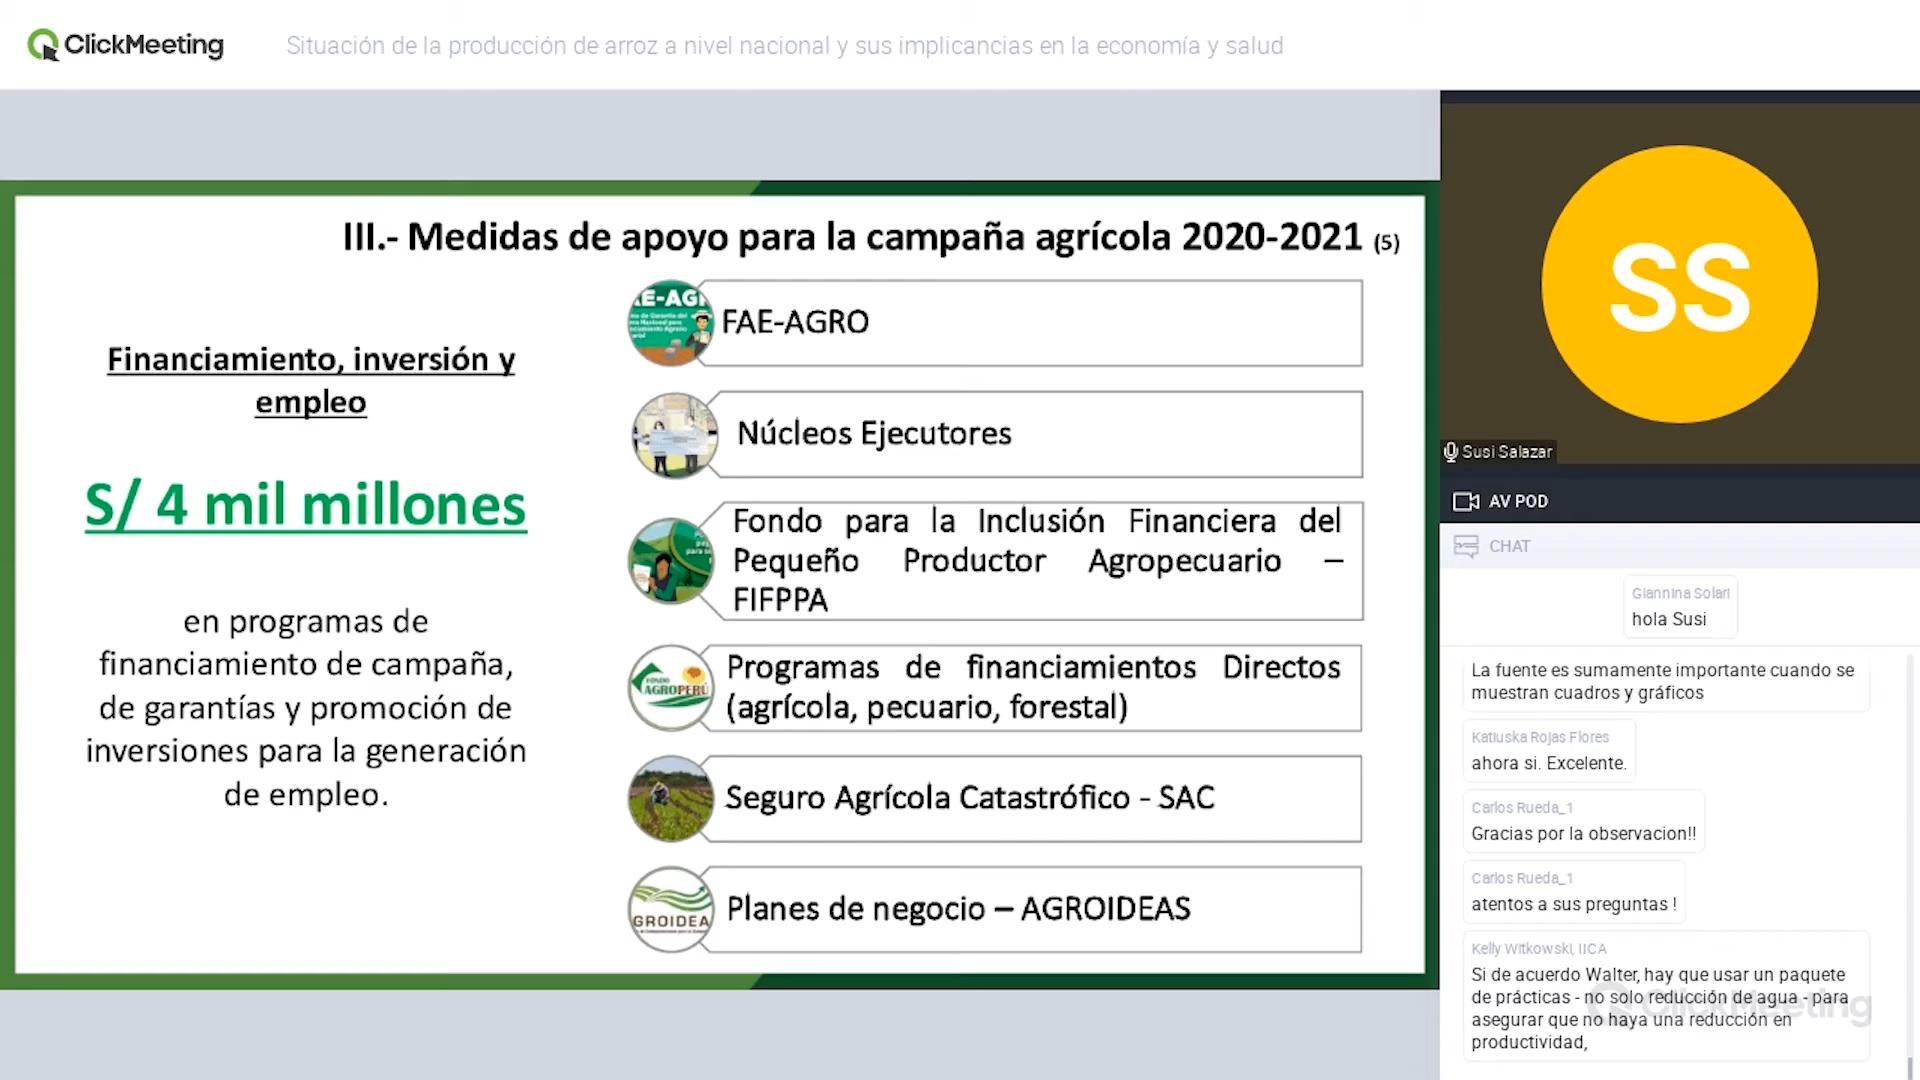 ClickMeeting
Situación de la producción de arroz a nivel nacional y sus implicancias en la economía y salud
III.- Medidas de apoyo para la campaña agrícola 2020-2021 (5)
Financiamiento, inversión y
empleo
S/ 4 mil millones
en programas de
financiamiento de campaña,
de garantías y promoción de
inversiones para la generación
de empleo.
FAE-AGRO
Núcleos Ejecutores
Fondo para la Inclusión Financiera del
Pequeño Productor Agropecuario –
FIFPPA
FONDO
AGROPERÚ
Programas de financiamientos Directos
(agrícola, pecuario, forestal)
Seguro Agrícola Catastrófico - SAC
GROIDEA
Planes de negocio – AGROIDEAS
SS
Susi Salazar
AV POD
CHAT
Giannina Solari
hola Susi
La fuente es sumamente importante cuando se
muestran cuadros y gráficos
Katiuska Rojas Flores
ahora si. Excelente.
Carlos Rueda_1
Gracias por la observacion!!
Carlos Rueda_1
atentos a sus preguntas !
Kelly Witkowski, IICA
Si de acuerdo Walter, hay que usar un paquete
de prácticas - no solo reducción de agua - para
asegurar que no haya una reducción en
productividad,
ClickMeeting